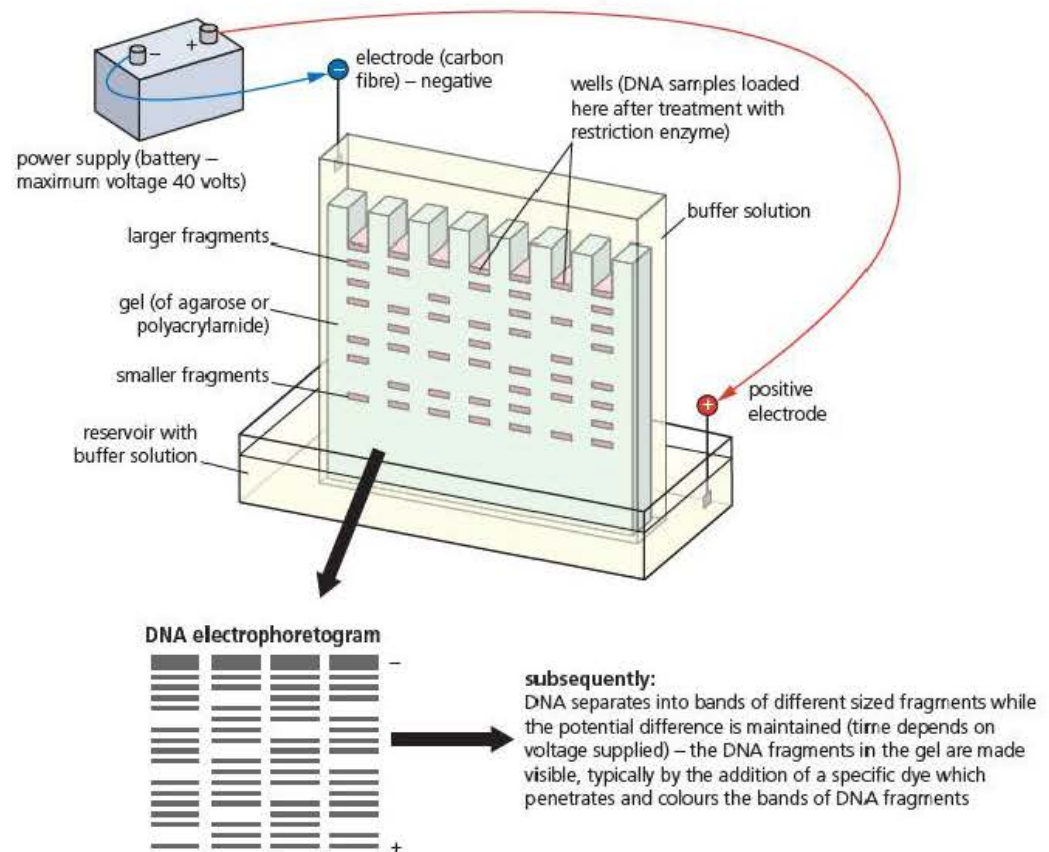 −
+
electrode (carbon
fibre) – negative
−
wells (DNA samples loaded
here after treatment with
restriction enzyme)
power supply (battery –
maximum voltage 40 volts)
buffer solution
larger fragments
gel (of agarose or
polyacrylamide)
smaller fragments
+
positive
electrode
reservoir with
buffer solution
DNA electrophoretogram
−
+
subsequently:
DNA separates into bands of different sized fragments while
the potential difference is maintained (time depends on
voltage supplied) – the DNA fragments in the gel are made
visible, typically by the addition of a specific dye which
penetrates and colours the bands of DNA fragments